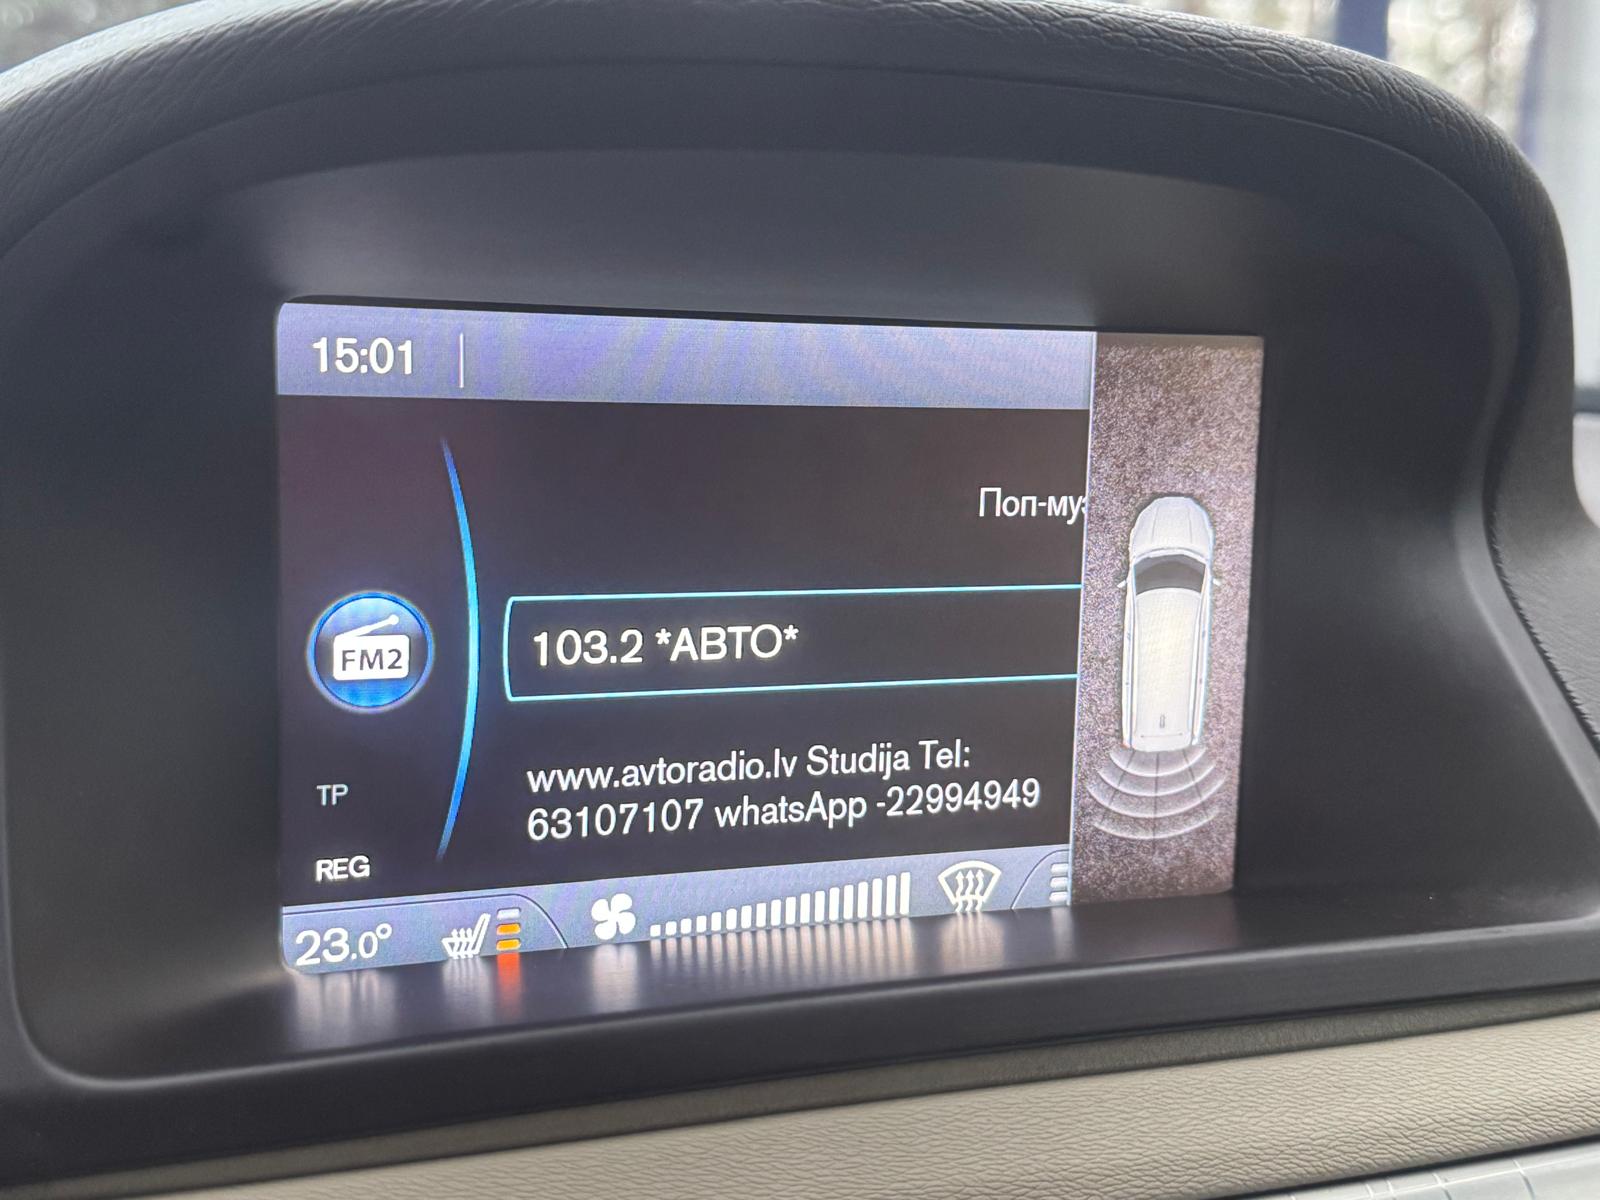 15:01
Поп-муз
FM2
103.2 *АВТО*
www.avtoradio.lv Studija Tel:
63107107 whatsApp -22994949
TP
REG
23.0°